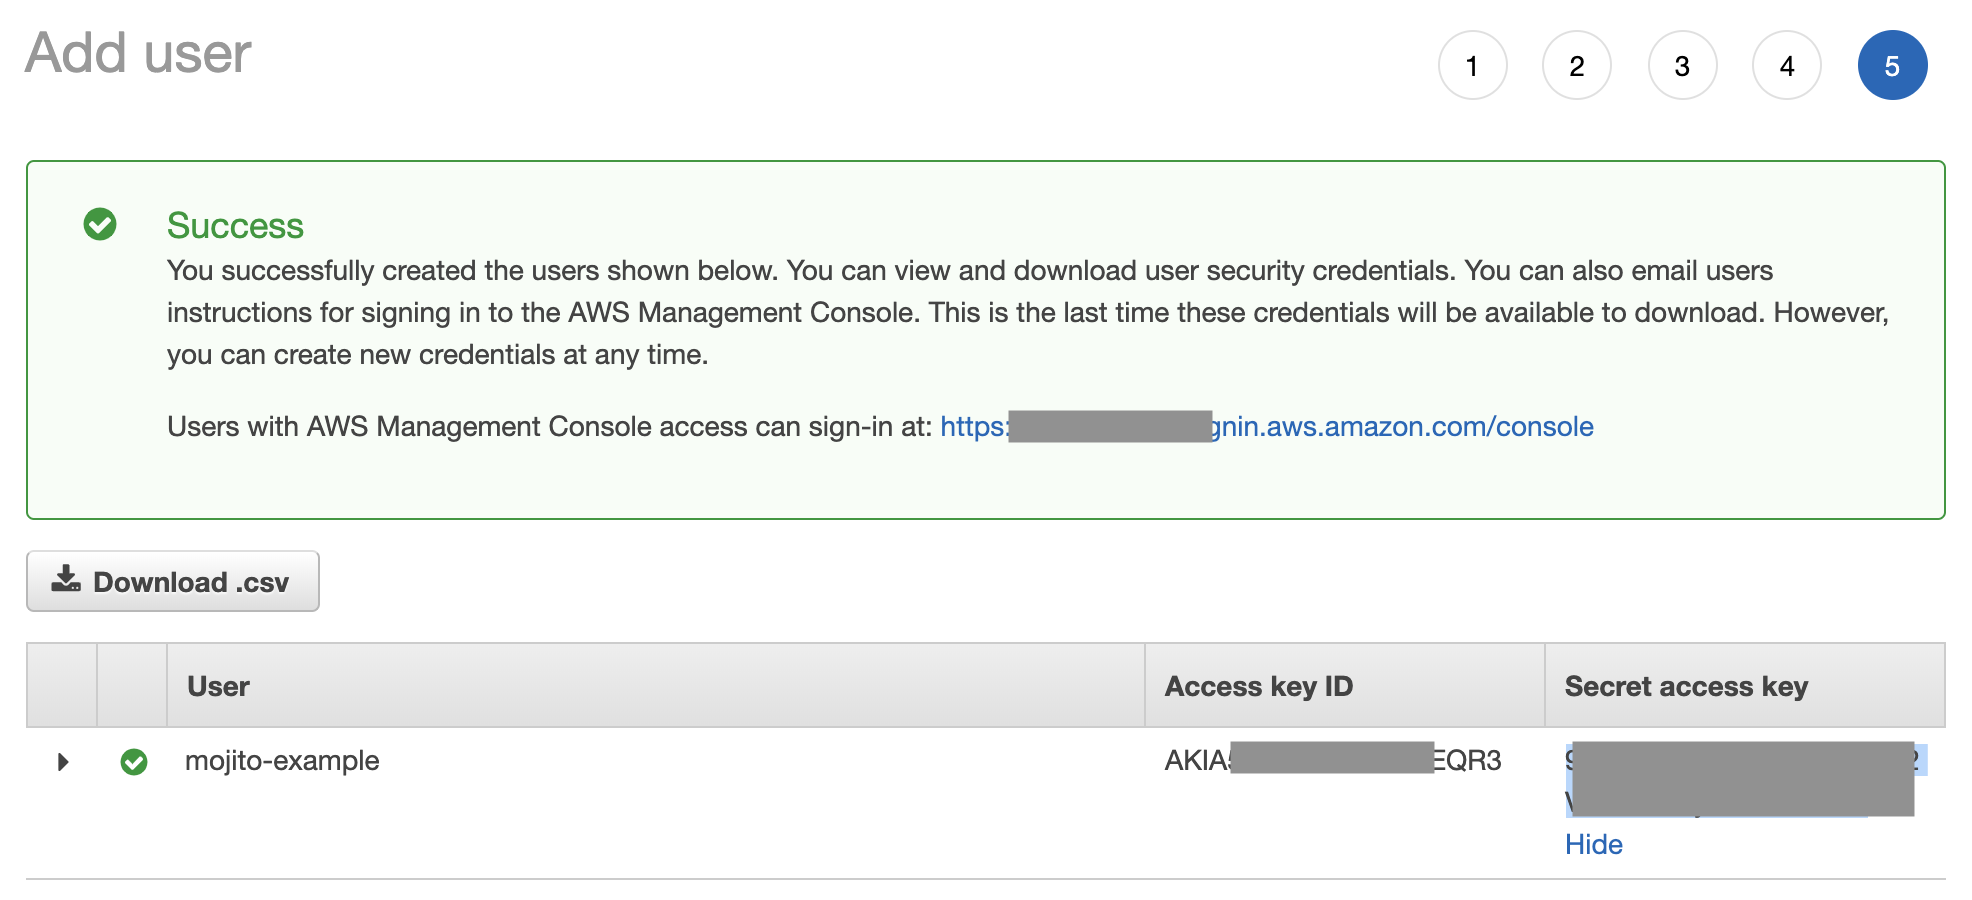 Add user
1 2 3 4 5
Success
You successfully created the users shown below. You can view and download user security credentials. You can also email users
instructions for signing in to the AWS Management Console. This is the last time these credentials will be available to download. However,
you can create new credentials at any time.
Users with AWS Management Console access can sign-in at: https: gnin.aws.amazon.com/console
Download .csv
User Access key ID Secret access key
mojito-example AKIA EQR3
Hide